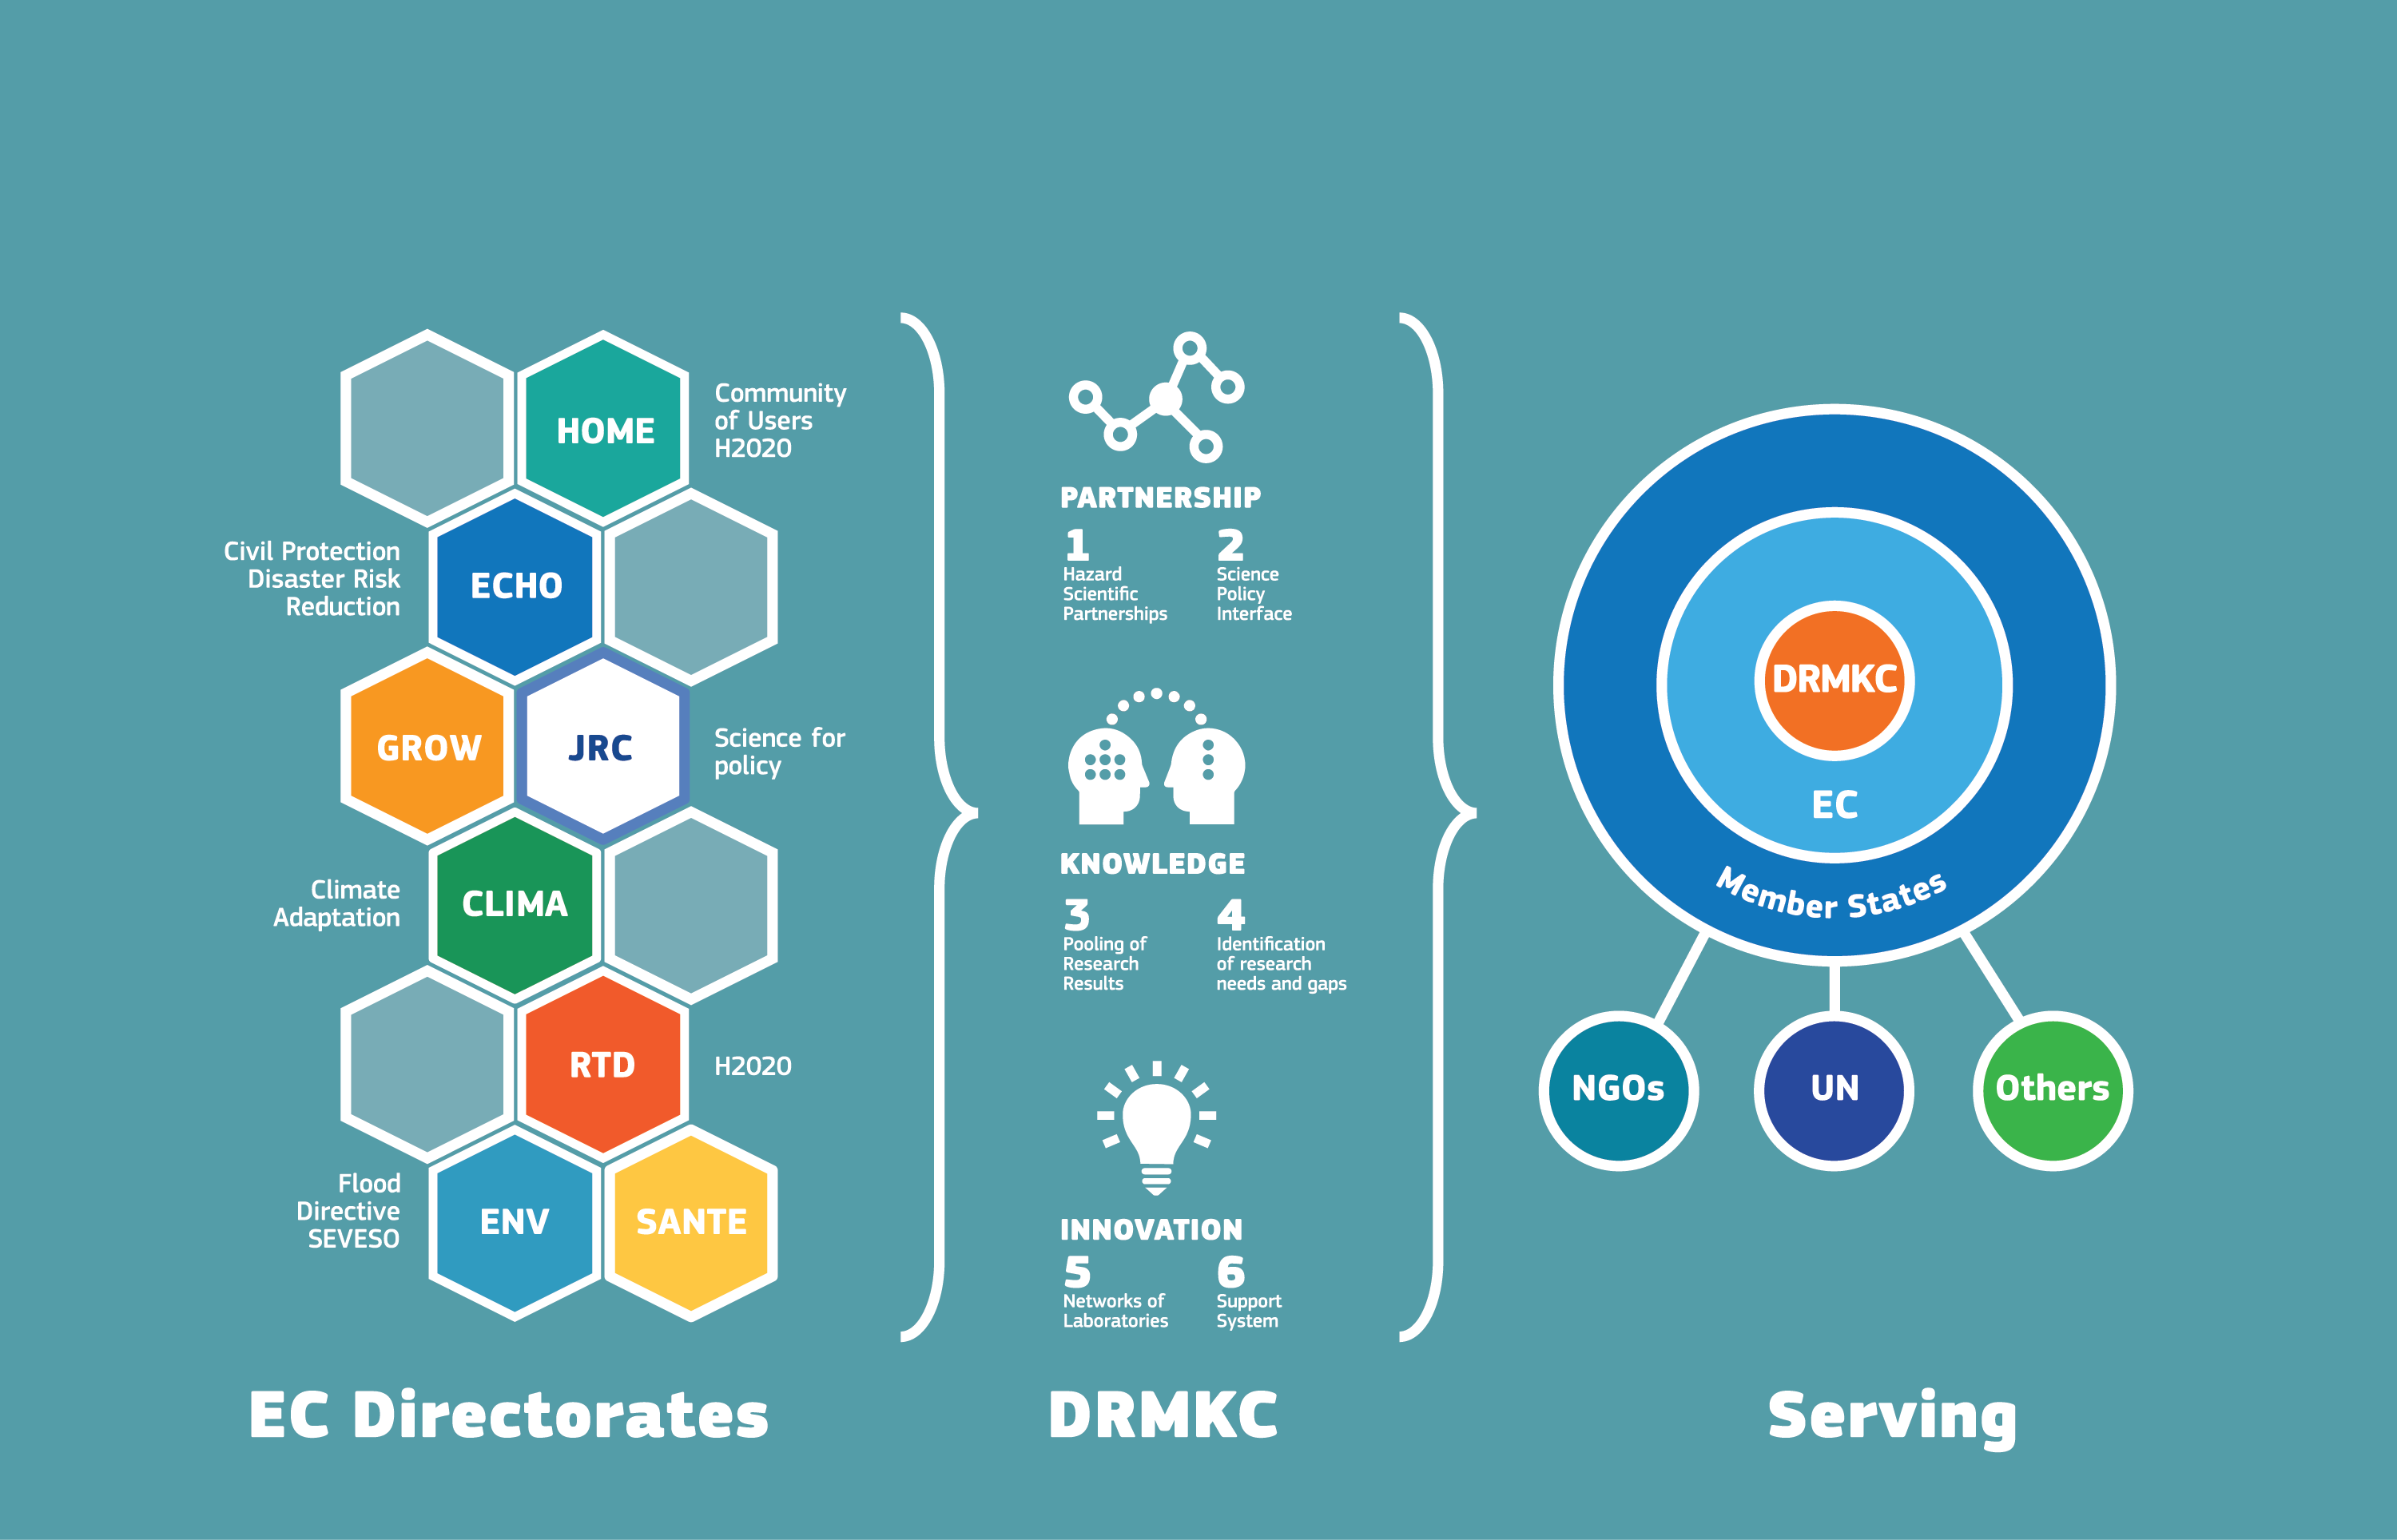 HOME
Community
of Users
H2020
Civil Protection
Disaster Risk
Reduction
ECHO
GROW
JRC
Science for
policy
Climate
Adaptation
CLIMA
RTD
H2020
Flood
Directive
SEVESO
ENV
SANTE
EC Directorates
PARTNERSHIP
1
Hazard
Scientific
Partnerships
2
Science
Policy
Interface
KNOWLEDGE
3
Pooling of
Research
Results
4
Identification
of research
needs and gaps
INNOVATION
5
Networks of
Laboratories
6
Support
System
DRMKC
DRMKC
EC
Member States
NGOs
UN
Others
Serving